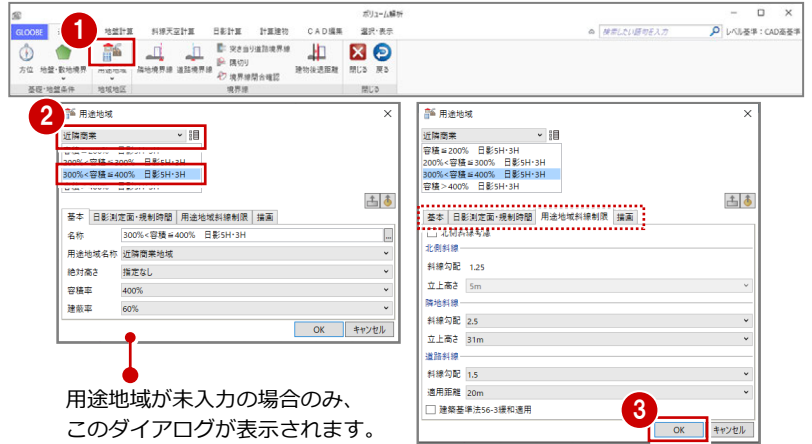 ボリューム解析
GLOOBE
地盤計算
斜線天空計算
日影計算
計算建物
CAD編集
選択・表示
検索したい語句を入力
レベル基準：CAD高基準
方位
地盤・敷地境界
用途地域
隣地境界線
道路境界線
突き当り道路境界線
隅切り
境界線閉合確認
建物後退距離
閉じる
戻る
基礎・地盤条件
地域地区
境界線
閉じる
1
2
用途地域
近隣商業
200%<容積≦300% 日影5H・3H
300%<容積≦400% 日影5H・3H
基本
日影測定面・規制時間
用途地域斜線制限
描画
名称
300%<容積≦400% 日影5H・3H
用途地域名称
近隣商業地域
絶対高さ
指定なし
容積率
400%
建蔽率
60%
OK
キャンセル
用途地域が未入力の場合のみ、
このダイアログが表示されます。
用途地域
近隣商業
容積≦200% 日影5H・3H
200%<容積≦300% 日影5H・3H
300%<容積≦400% 日影5H・3H
容積>400% 日影5H・3H
基本
日影測定面・規制時間
用途地域斜線制限
描画
北側斜線考慮
北側斜線
斜線勾配
1.25
立上高さ
5m
隣地斜線
斜線勾配
2.5
立上高さ
31m
道路斜線
斜線勾配
1.5
適用距離
20m
建築基準法56-3緩和適用
3
OK
キャンセル